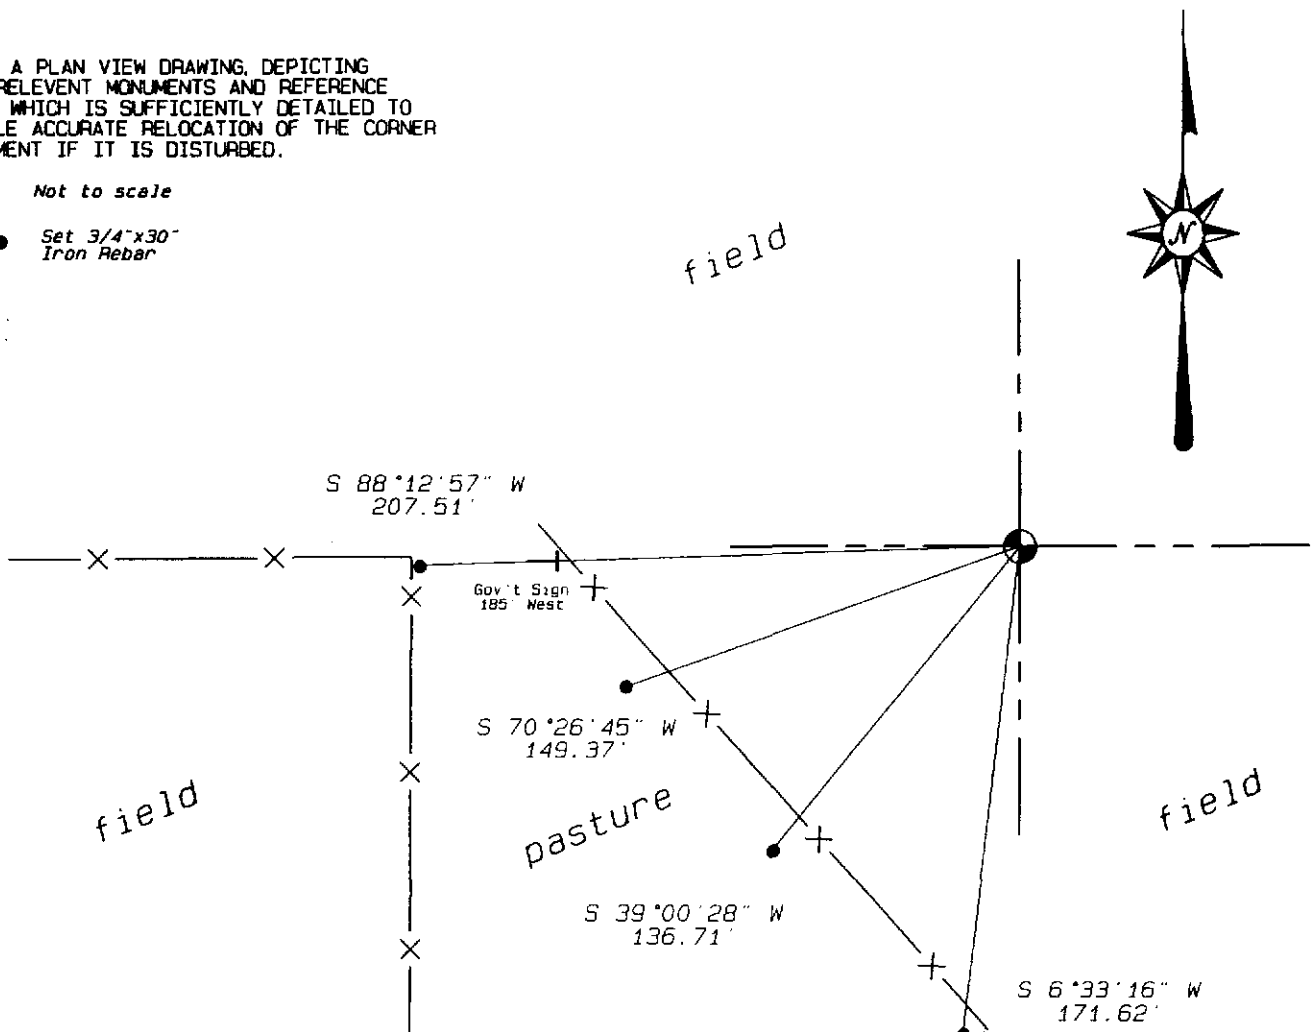 A PLAN VIEW DRAWING, DEPICTING
RELEVENT MONUMENTS AND REFERENCE
WHICH IS SUFFICIENTLY DETAILED TO
LE ACCURATE RELOCATION OF THE CORNER
MENT IF IT IS DISTURBED.
Not to scale
Set 3/4"x30"
Iron Rebar
field
N
S 88°12'57" W
207.51'
Gov't Sign
185' West
S 70°26'45" W
149.37'
field
pasture
field
S 39°00'28" W
136.71'
S 6°33'16" W
171.62'